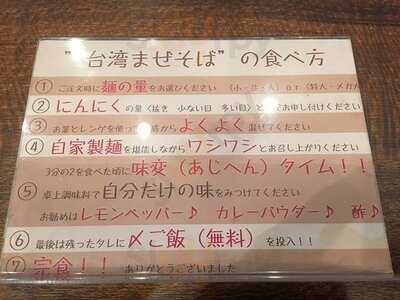 ”台湾まぜそば”の食べ方
① ご注文時に麺の量をお選びください (小・並・大) or (特大・メガ)
② にんにくの量〈抜き 少ない目 多い目〉と お申し付けください
③ お箸とレンゲを使って 底からよくよく混ぜてください
④ 自家製麺を堪能しながらワシワシとお召し上がりください
3分の2を食べた頃に味変(あじへん)タイム!!
⑤ 卓上調味料で自分だけの味をみつけてください
お勧めはレモンペッパー♪ カレーパウダー♪ 酢♪
⑥ 最後は残ったタレに〆ご飯(無料)を投入!!
⑦ 完食!! ありがとうございました